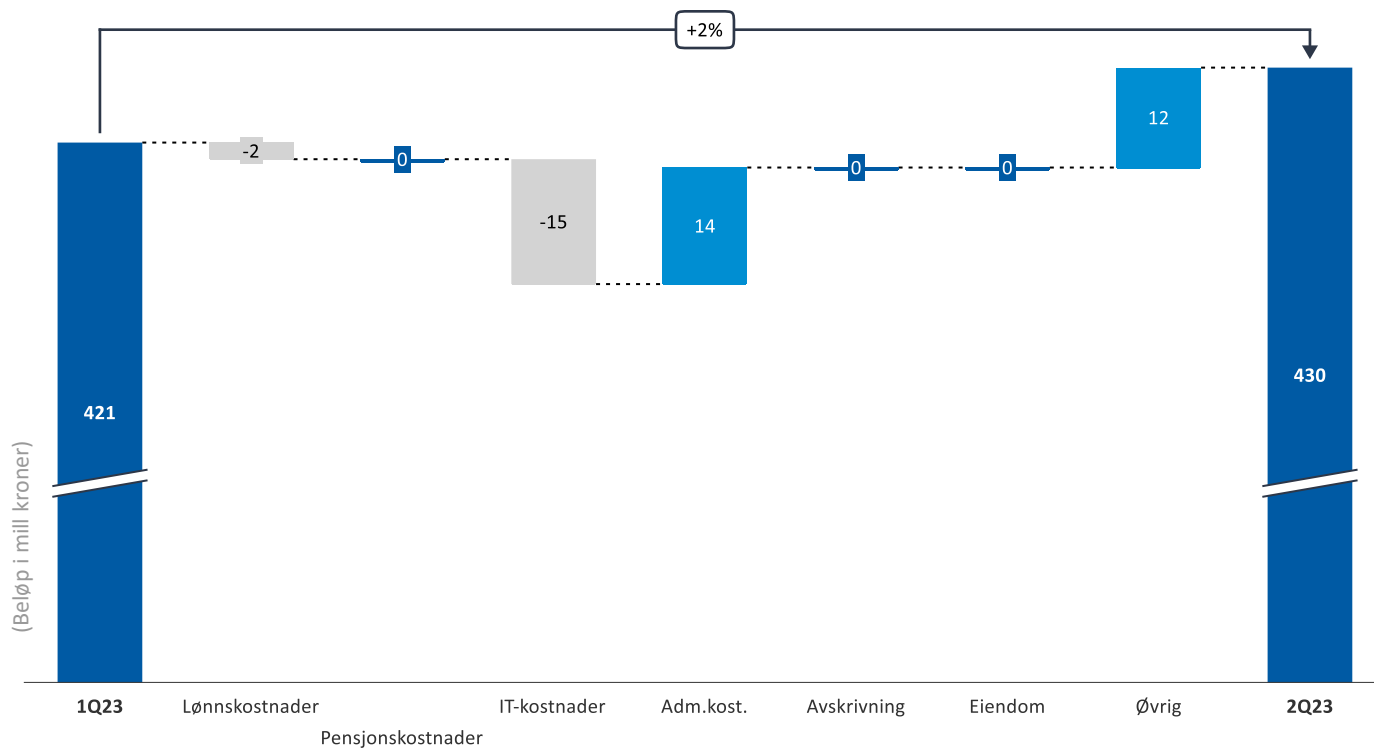 +2%
12
-2
0
0
0
-15
14
430
421
(Beløp i mill kroner)
1Q23
Lønnskostnader
IT-kostnader
Adm.kost.
Avskrivning
Eiendom
Øvrig
2Q23
Pensjonskostnader